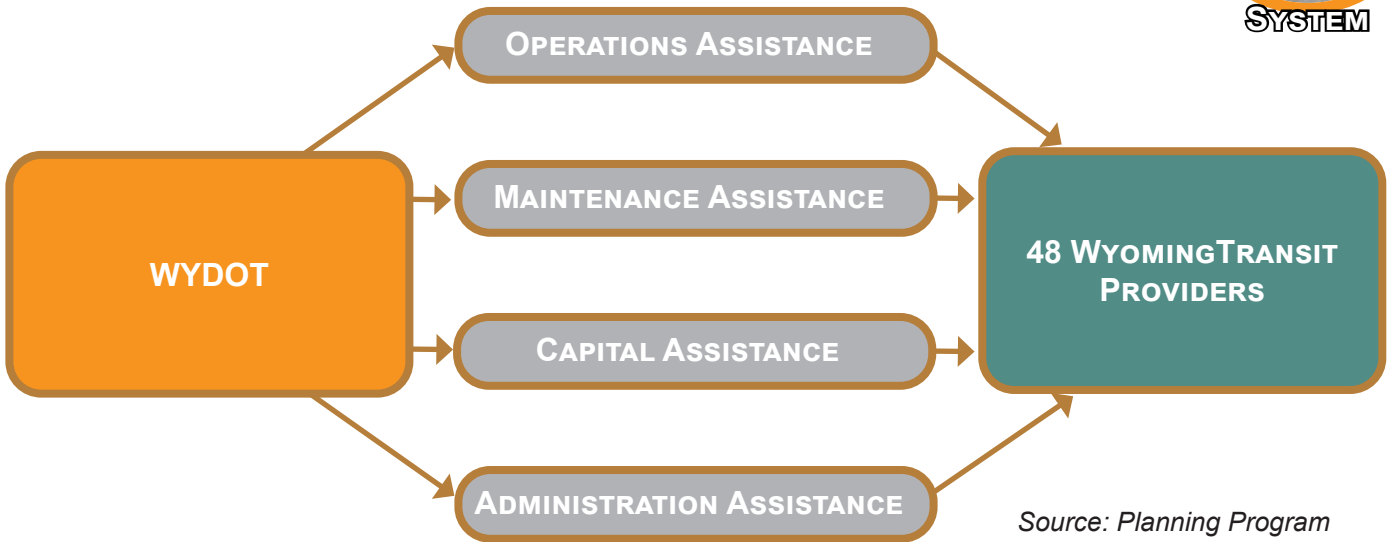 SYSTEM
OPERATIONS ASSISTANCE
MAINTENANCE ASSISTANCE
WYDOT
48 WYOMINGTRANSIT
PROVIDERS
CAPITAL ASSISTANCE
ADMINISTRATION ASSISTANCE
Source: Planning Program